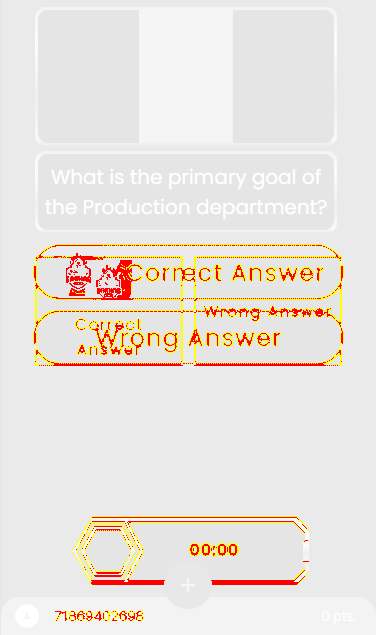 What is the primary goal of
the Production department?
Correct Answer
Wrong Answer
Correct
Answer
Wrong Answer
00:00
+
71869402698
0 pts.